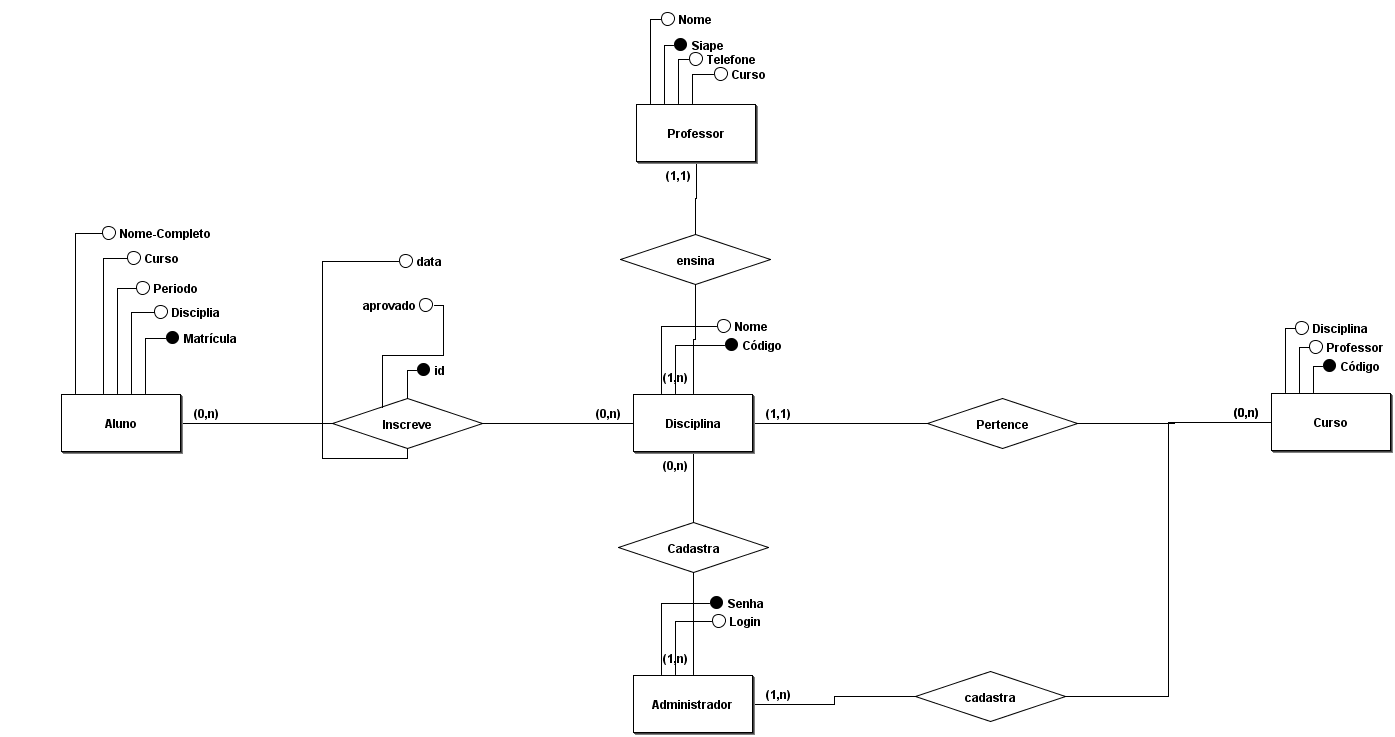 Nome
Siape
Telefone
Curso
Professor
(1,1)
ensina
Nome-Completo
Curso
Periodo
Disciplia
Matrícula
Aluno
(0,n)
data
aprovado
id
Inscreve
(0,n)
Nome
Código
(1,n)
Disciplina
(1,1)
Pertence
Disciplina
Professor
Código
(0,n)
Curso
(0,n)
Cadastra
Senha
Login
(1,n)
Administrador
(1,n)
cadastra